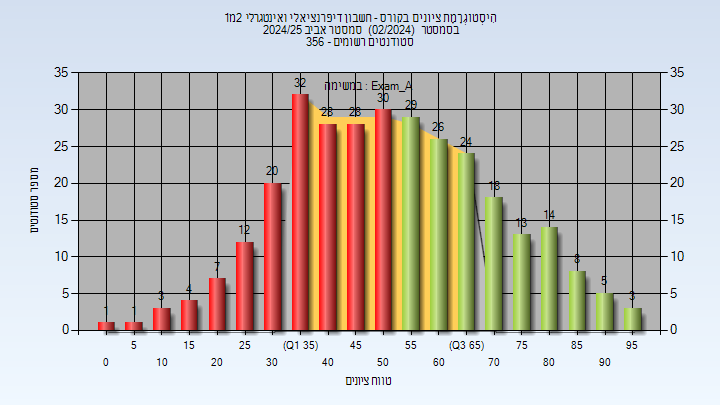 הִיסְטוֹגְרָמַת ציונים בקורס - חשבון דיפרנציאלי ואינטגרלי 2מ1
בסמסטר (02/2024) סמסטר אביב 2024/25
סטודנטים רשומים - 356
במשימה : Exam_A
מספר סטודנטים
35 35
30 30
25 25
20 20
15 15
10 10
5 5
0 0
1 1 3 4 7 12 20 32 28 28 30 29 26 24 18 13 14 8 5 3
5 15 25 (Q1 35) 45 55 (Q3 65) 75 85 95
0 10 20 30 40 50 60 70 80 90
טווח ציונים